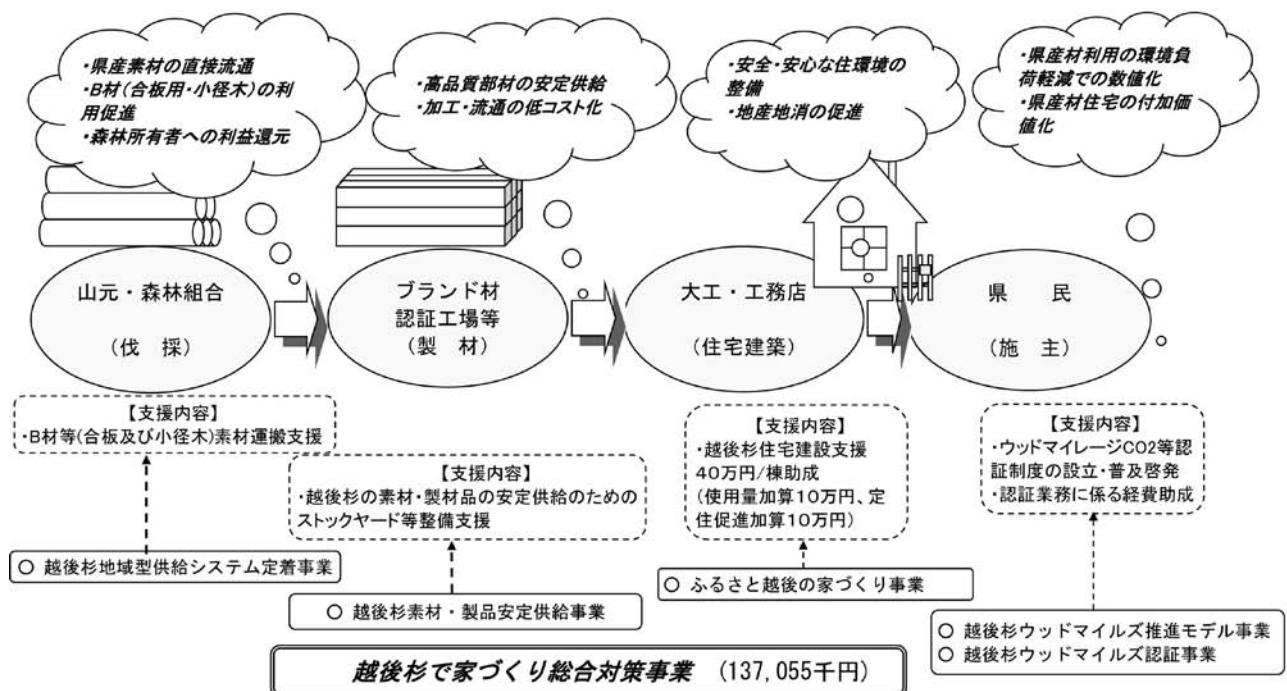 ・県産素材の直接流通
・B材(合板用・小径木)の利
用促進
・森林所有者への利益還元
・高品質部材の安定供給
・加工・流通の低コスト化
・安全・安心な住環境の
整備
・地産地消の促進
・県産材利用の環境負
荷軽減での数値化
・県産材住宅の付加価
値化
山元・森林組合
(伐 採)
ブランド材
認証工場等
(製 材)
大工・工務店
(住宅建築)
県 民
(施 主)
【支援内容】
・B材等(合板及び小径木)素材運搬支援
【支援内容】
・越後杉の素材・製材品の安定供給のための
ストックヤード等整備支援
【支援内容】
・越後杉住宅建設支援
40万円/棟助成
(使用量加算10万円、定
住促進加算10万円)
【支援内容】
・ウッドマイレージCO2等認
証制度の設立・普及啓発
・認証業務に係る経費助成
○ 越後杉地域型供給システム定着事業
○ 越後杉素材・製品安定供給事業
○ ふるさと越後の家づくり事業
○ 越後杉ウッドマイルズ推進モデル事業
○ 越後杉ウッドマイルズ認証事業
越後杉で家づくり総合対策事業 (137,055千円)